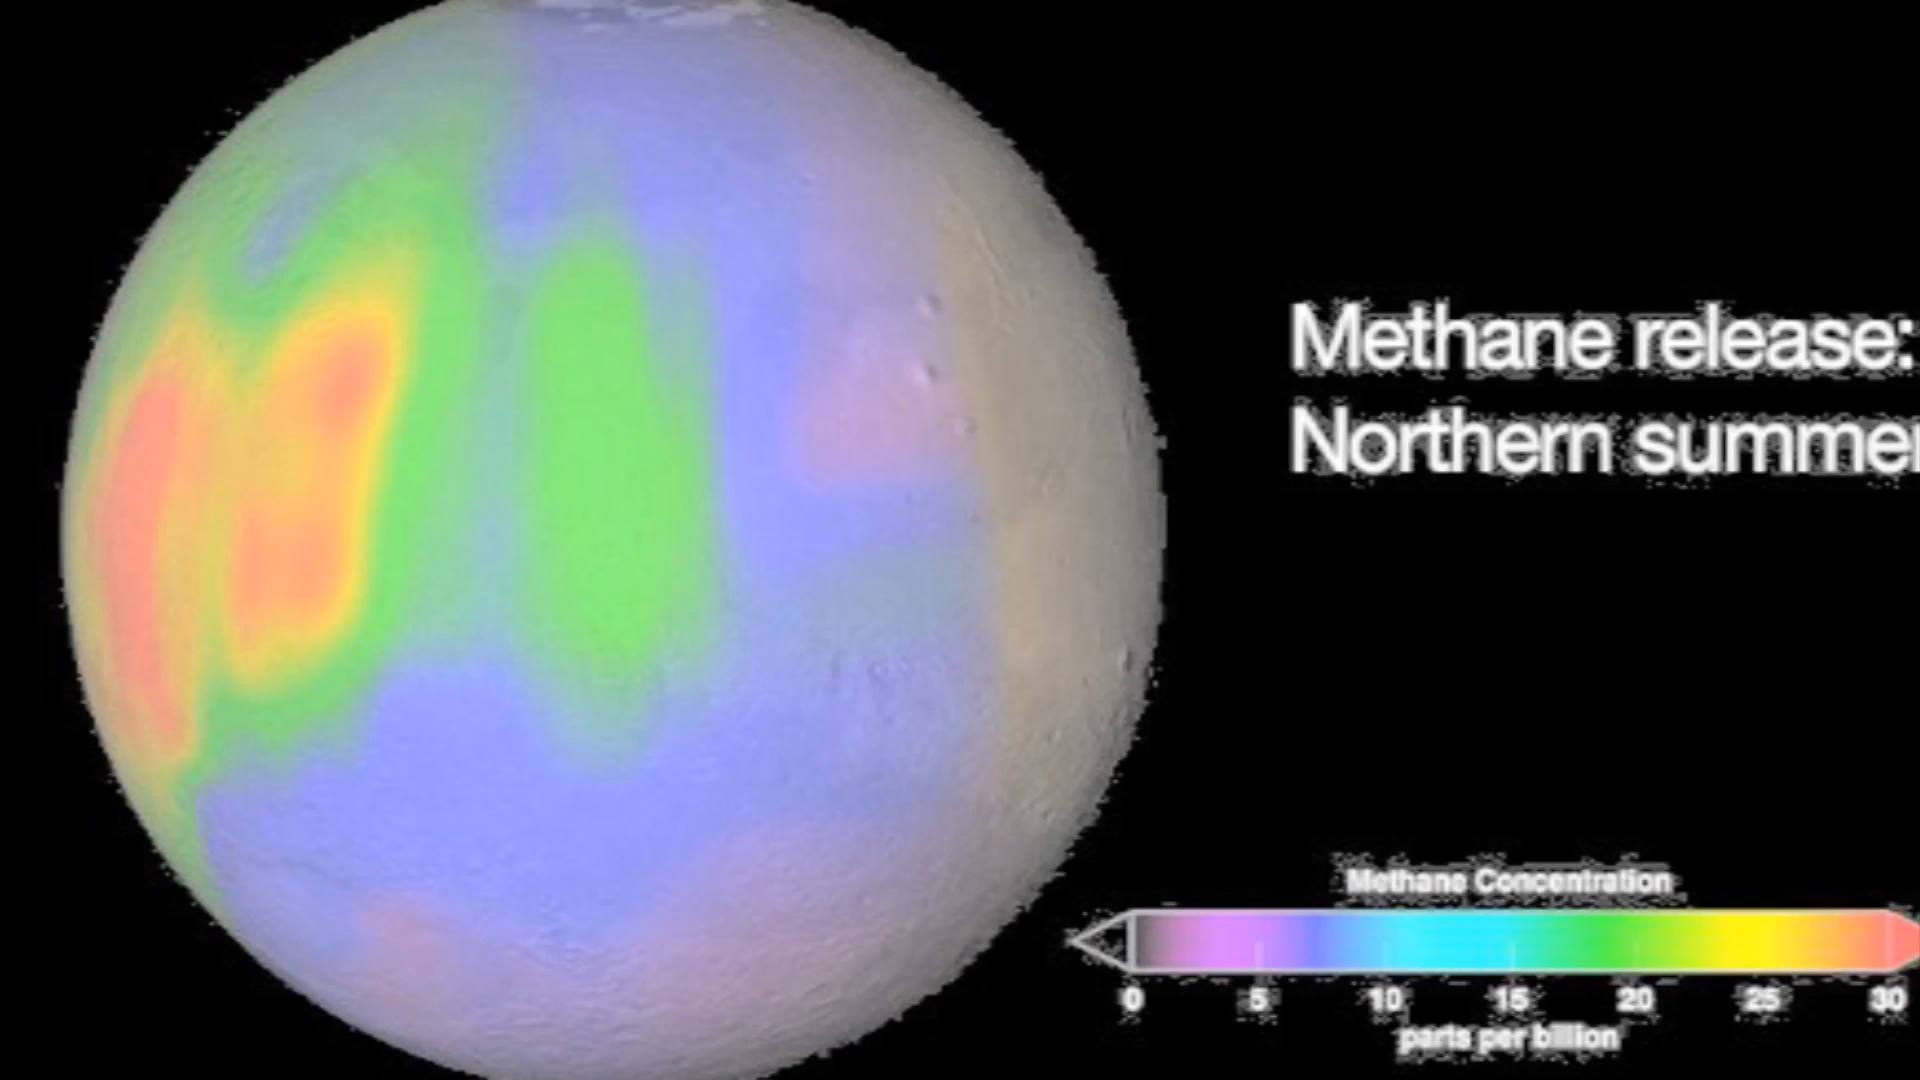 Methane release:
Northern summer
Methane Concentration
0 5 10 15 20 25 30
parts per billion